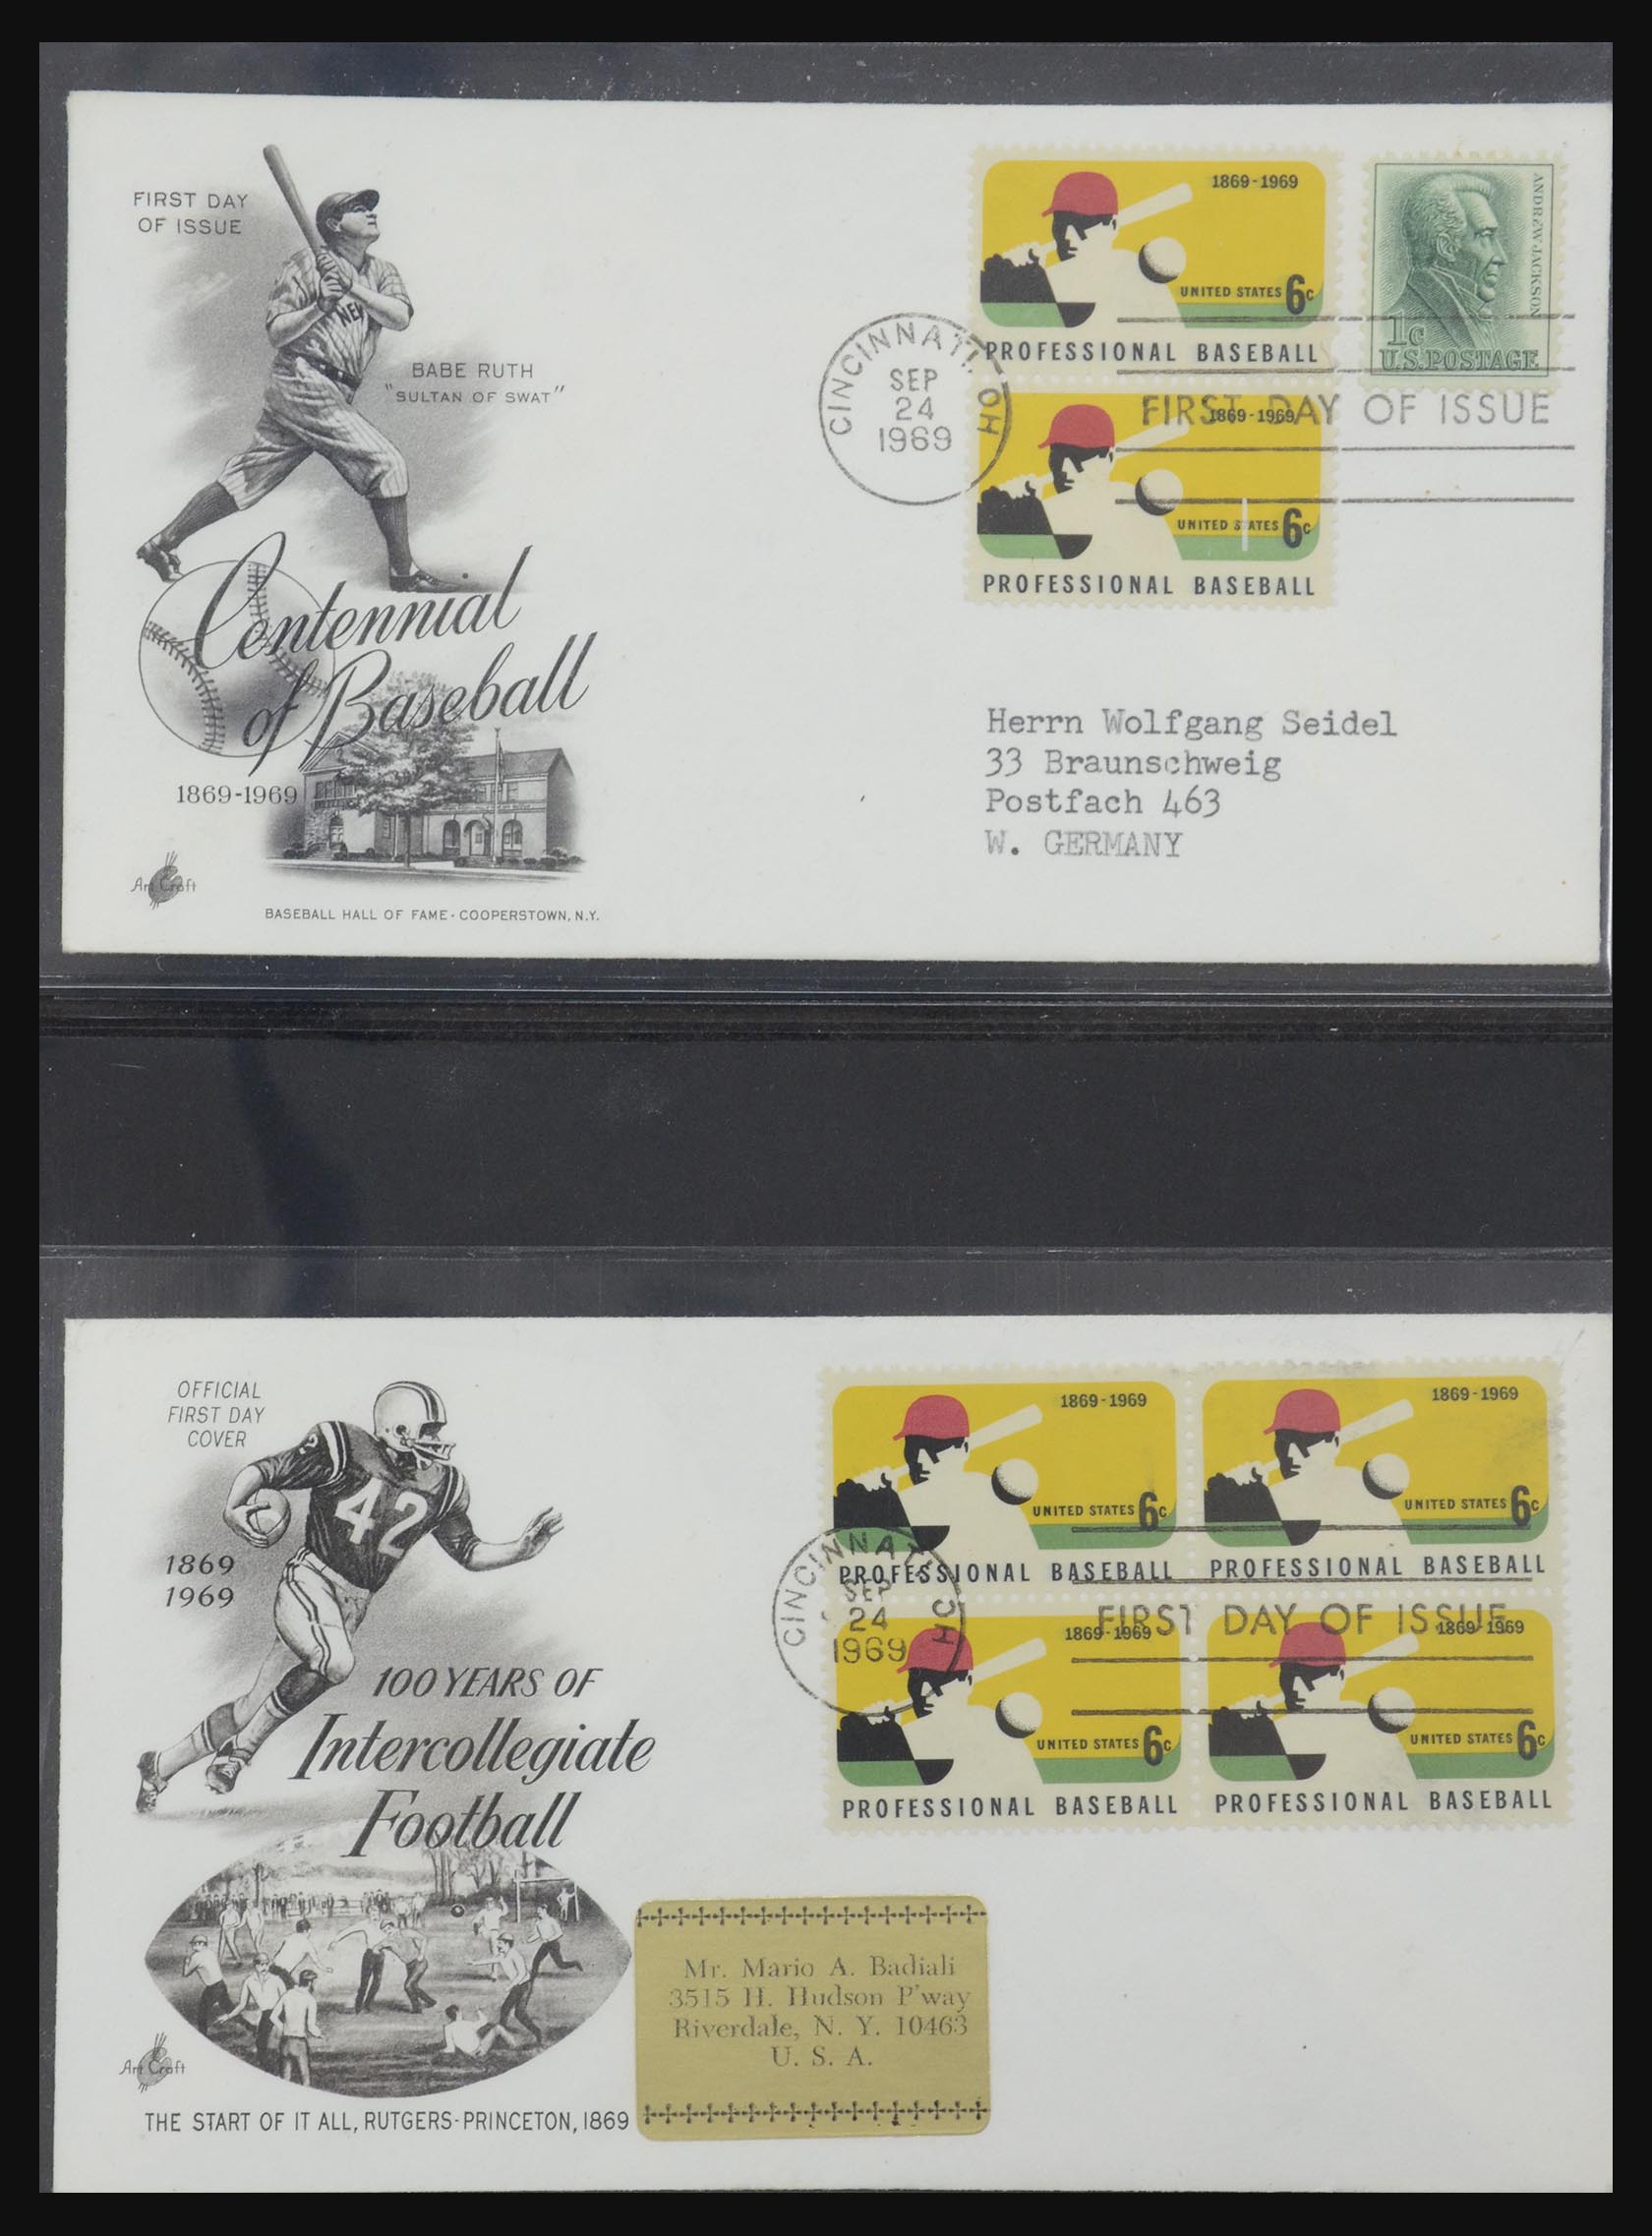 FIRST DAY
OF ISSUE
NEW
BABE RUTH
"SULTAN OF SWAT"
Centennial
of Baseball
1869-1969
Art Craft
BASEBALL HALL OF FAME - COOPERSTOWN, N.Y.
1869-1969
UNITED STATES 6c
PROFESSIONAL BASEBALL
ANDREW JACKSON
1c
U.S. POSTAGE
CINCINNATI, OH
SEP
24
1969
FIRST DAY OF ISSUE
1869-1969
UNITED STATES 6c
PROFESSIONAL BASEBALL
Herrn Wolfgang Seidel
33 Braunschweig
Postfach 463
W. GERMANY
OFFICIAL
FIRST DAY
COVER
42
1869
1969
100 YEARS OF
Intercollegiate
Football
Art Craft
THE START OF IT ALL, RUTGERS-PRINCETON, 1869
1869-1969
UNITED STATES 6c
PROFESSIONAL BASEBALL
1869-1969
UNITED STATES 6c
PROFESSIONAL BASEBALL
CINCINNATI, OH
SEP
24
1969
FIRST DAY OF ISSUE
1869-1969
UNITED STATES 6c
PROFESSIONAL BASEBALL
1869-1969
UNITED STATES 6c
PROFESSIONAL BASEBALL
Mr. Mario A. Badiali
3515 H. Hudson P'way
Riverdale, N. Y. 10463
U. S. A.